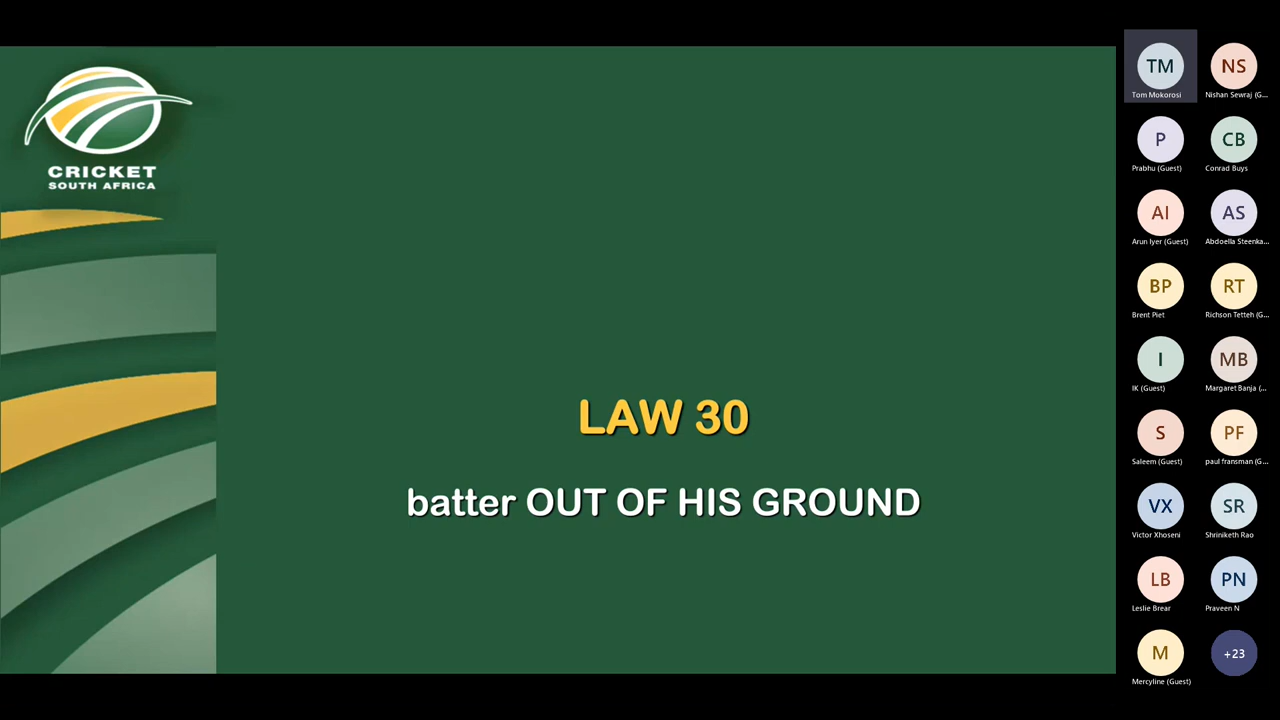 CRICKET
SOUTH AFRICA
LAW 30
batter OUT OF HIS GROUND
TM
Tom Mokorosi
NS
Nishan Sewraj (G...
P
Prabhu (Guest)
CB
Conrad Buys
AI
Arun Iyer (Guest)
AS
Abdoella Steenka...
BP
Brent Piet
RT
Richson Tetteh (G...
I
IK (Guest)
MB
Margaret Banja (...
S
Saleem (Guest)
PF
paul fransman (G...
VX
Victor Xhoseni
SR
Shriniketh Rao
LB
Leslie Brear
PN
Praveen N
M
Mercyline (Guest)
+23